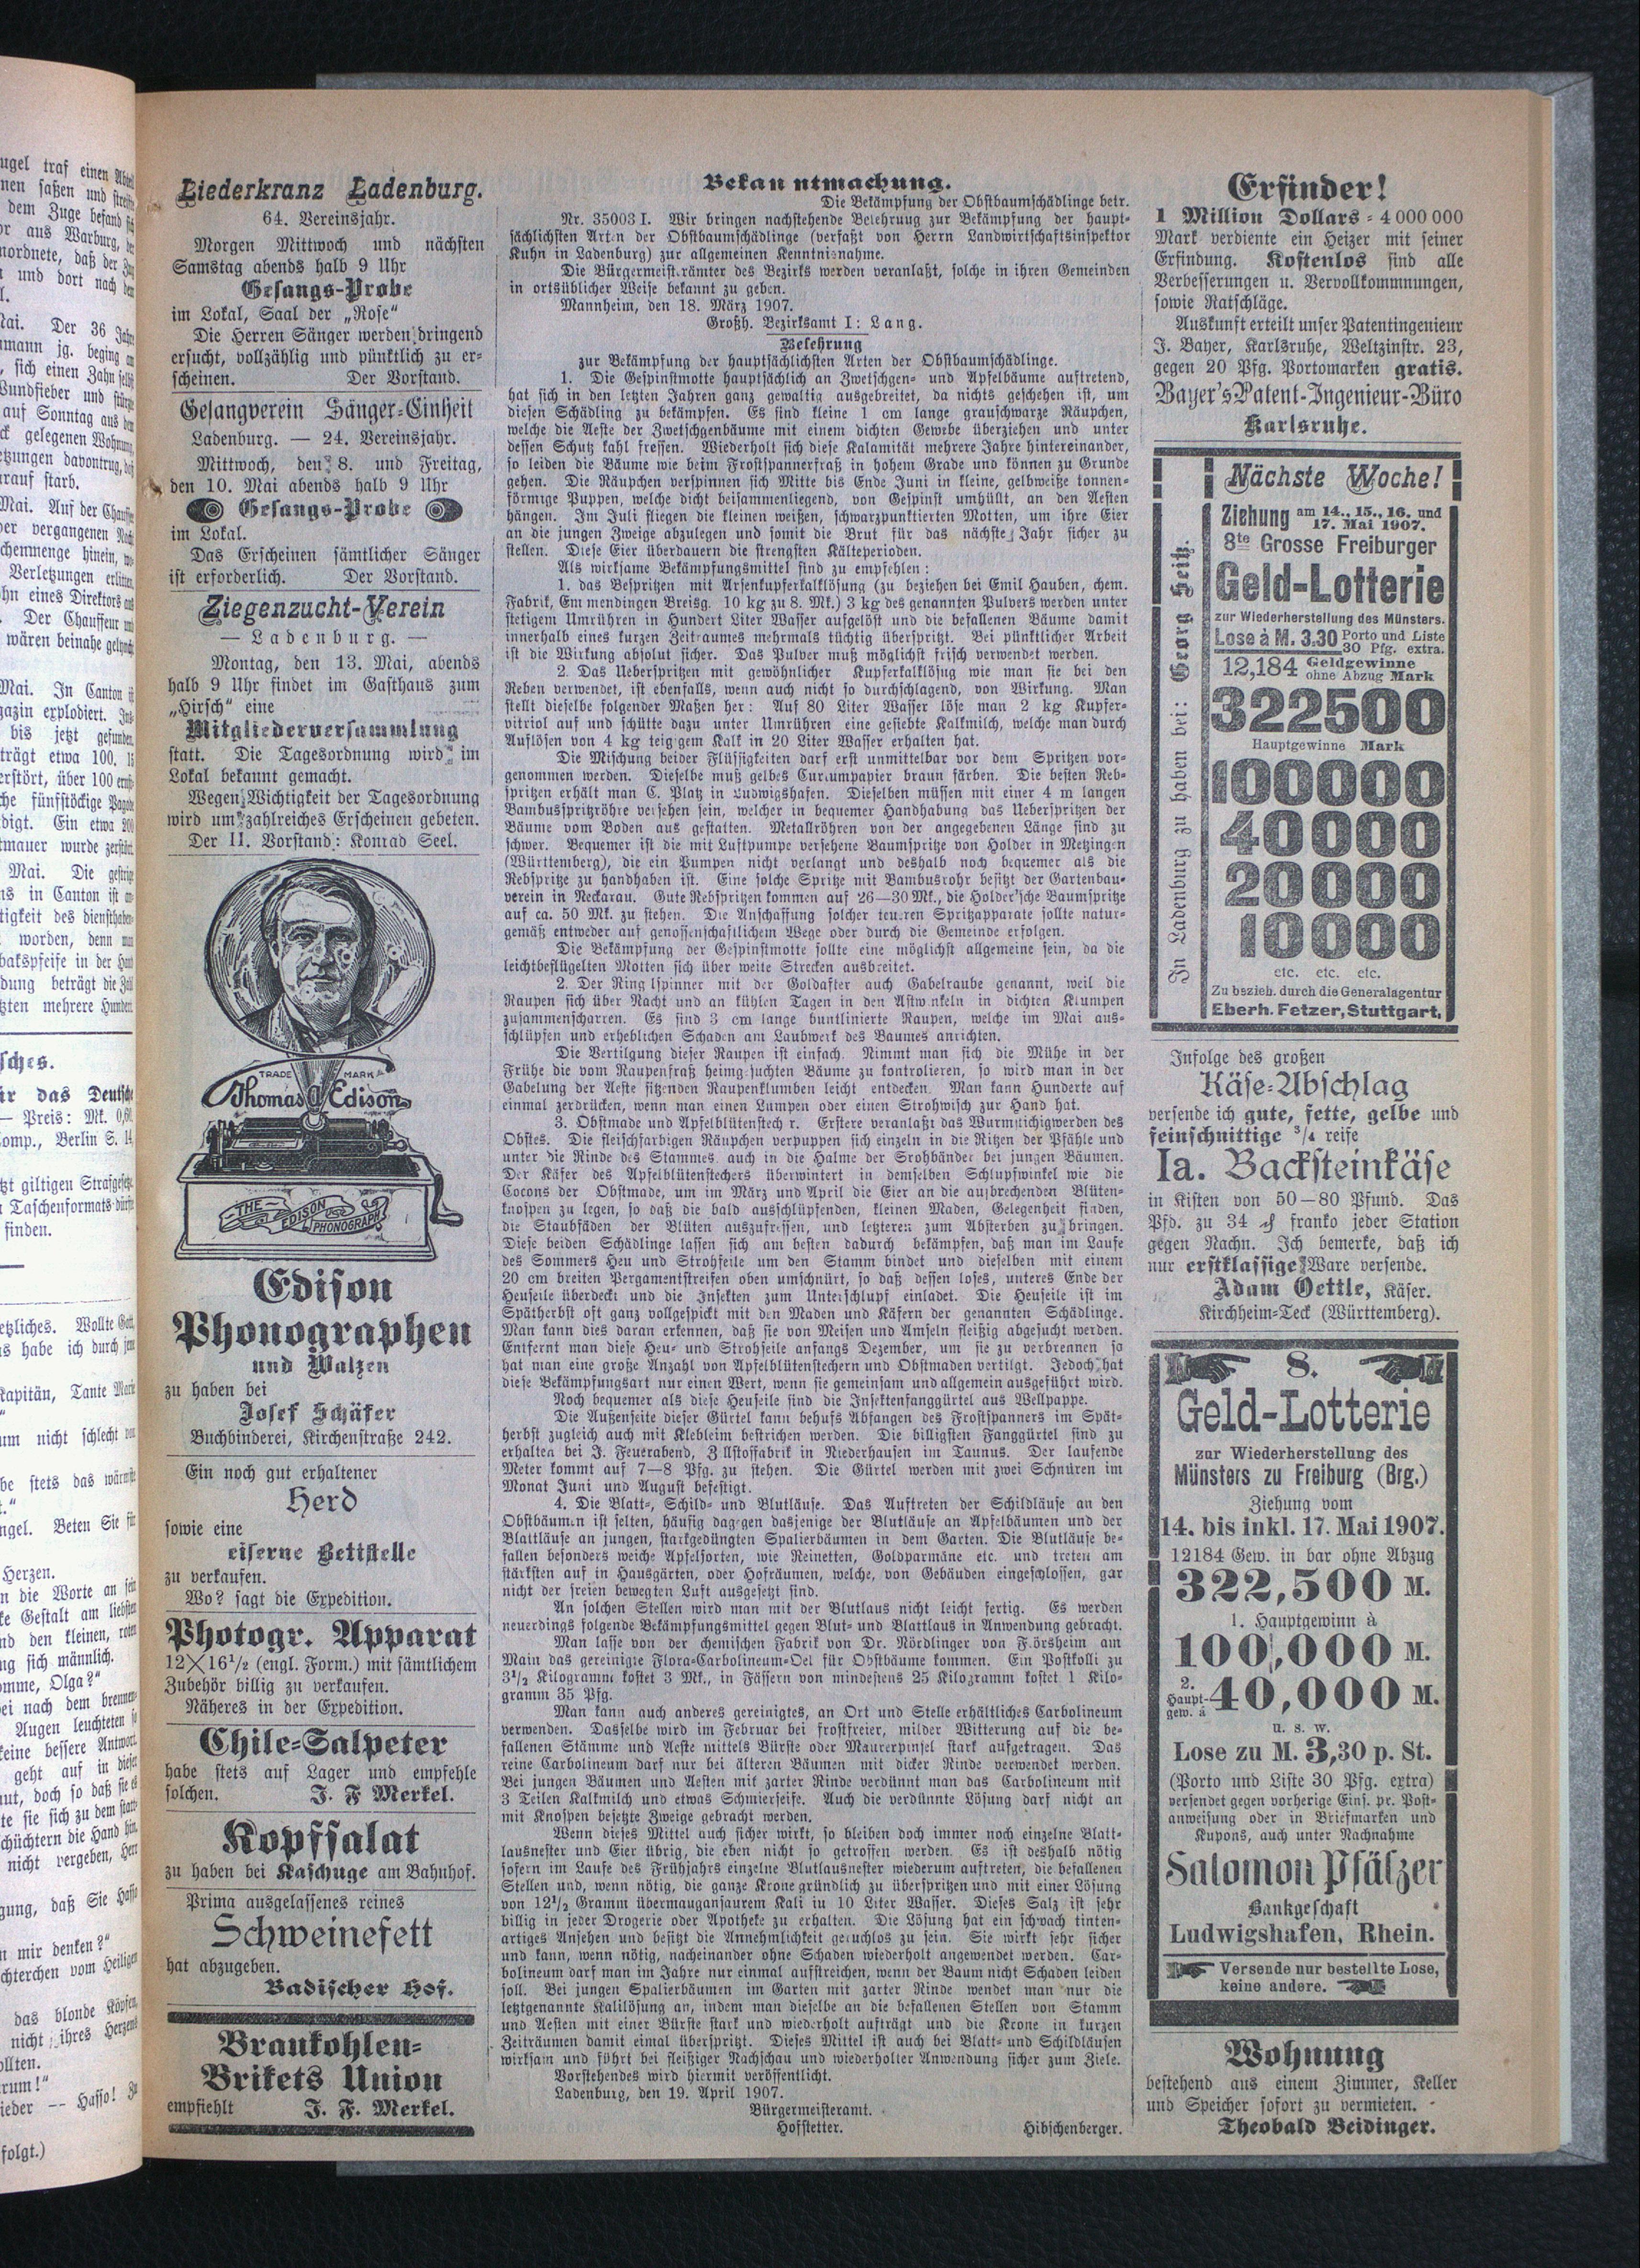 Liederkranz Ladenburg.
64. Vereinsjahr.
Morgen Mittwoch und nächsten
Samstag abends halb 9 Uhr
Gesangs-Probe
im Lokal, Saal der „Rose“
Die Herren Sänger werden dringend
ersucht, vollzählig und pünktlich zu er-
scheinen. Der Vorstand.
Gesangverein Sänger-Einheit
Ladenburg. — 24. Vereinsjahr.
Mittwoch, den 8. und Freitag,
den 10. Mai abends halb 9 Uhr
Gesangs-Probe
im Lokal.
Das Erscheinen sämtlicher Sänger
ist erforderlich. Der Vorstand.
Ziegenzucht-Verein
— Ladenburg. —
Montag, den 13. Mai, abends
halb 9 Uhr findet im Gasthaus zum
„Hirsch“ eine
Mitgliederversammlung
statt. Die Tagesordnung wird im
Lokal bekannt gemacht.
Wegen Wichtigkeit der Tagesordnung
wird um zahlreiches Erscheinen gebeten.
Der II. Vorstand: Konrad Seel.
TRADE MARK
Thomas A Edison
THE EDISON PHONOGRAPH
Edison
Phonographen
und Walzen
zu haben bei
Josef Schäfer
Buchbinderei, Kirchenstraße 242.
Ein noch gut erhaltener
Herd
sowie eine
eiserne Bettstelle
zu verkaufen.
Wo? sagt die Expedition.
Photogr. Apparat
12X16½ (engl. Form.) mit sämtlichem
Zubehör billig zu verkaufen.
Näheres in der Expedition.
Chile-Salpeter
habe stets auf Lager und empfehle
solchen. J. F Merkel.
Kopfsalat
zu haben bei Kaschuge am Bahnhof.
Prima ausgelassenes reines
Schweinefett
hat abzugeben.
Badischer Hof.
Braukohlen-
Brikets Union
empfiehlt J. F. Merkel.
Bekan ntmachung.
Die Bekämpfung der Obstbaumschädlinge betr.
Nr. 35003 I. Wir bringen nachstehende Belehrung zur Bekämpfung der haupt-
sächlichsten Arten der Obstbaumschädlinge (verfaßt von Herrn Landwirtschaftsinspektor
Kuhn in Ladenburg) zur allgemeinen Kenntnisnahme.
Die Bürgermeisterämter des Bezirks werden veranlaßt, solche in ihren Gemeinden
in ortsüblicher Weise bekannt zu geben.
Mannheim, den 18. März 1907.
Großh. Bezirksamt I: Lang.
Belehrung
zur Bekämpfung der hauptsächlichsten Arten der Obstbaumschädlinge.
1. Die Gespinstmotte hauptsächlich an Zwetschgen- und Apfelbäume auftretend,
hat sich in den letzten Jahren ganz gewaltig ausgebreitet, da nichts geschehen ist, um
diesen Schädling zu bekämpfen. Es sind kleine 1 cm lange grauschwarze Räupchen,
welche die Aeste der Zwetschgenbäume mit einem dichten Gewebe überziehen und unter
dessen Schutz kahl fressen. Wiederholt sich diese Kalamität mehrere Jahre hintereinander,
so leiden die Bäume wie beim Frostspannerfraß in hohem Grade und können zu Grunde
gehen. Die Räupchen verspinnen sich Mitte bis Ende Juni in kleine, gelbweiße tonnen-
förmige Puppen, welche dicht beisammenliegend, von Gespinst umhüllt, an den Aesten
hängen. Im Juli fliegen die kleinen weißen, schwarzpunktierten Motten, um ihre Eier
an die jungen Zweige abzulegen und somit die Brut für das nächste Jahr sicher zu
stellen. Diese Eier überdauern die strengsten Kälteperioden.
Als wirksame Bekämpfungsmittel sind zu empfehlen:
1. das Bespritzen mit Arsenkupferkalklösung (zu beziehen bei Emil Hauben, chem.
Fabrik, Em mendingen Breisg. 10 kg zu 8. Mk.) 3 kg des genannten Pulvers werden unter
stetigem Umrühren in Hundert Liter Wasser aufgelöst und die befallenen Bäume damit
innerhalb eines kurzen Zeitraumes mehrmals tüchtig überspritzt. Bei pünktlicher Arbeit
ist die Wirkung absolut sicher. Das Pulver muß möglichst frisch verwendet werden.
2. Das Ueberspritzen mit gewöhnlicher Kupferkalklösug wie man sie bei den
Reben verwendet, ist ebenfalls, wenn auch nicht so durchschlagend, von Wirkung. Man
stellt dieselbe folgender Maßen her: Auf 80 Liter Wasser löse man 2 kg Kupfer-
vitriol auf und schütte dazu unter Umrühren eine gesiebte Kalkmilch, welche man durch
Auflösen von 4 kg teigigem Kalk in 20 Liter Wasser erhalten hat.
Die Mischung beider Flüssigkeiten darf erst unmittelbar vor dem Spritzen vor-
genommen werden. Dieselbe muß gelbes Curcumpapier braun färben. Die besten Reb-
spritzen erhält man C. Platz in Ludwigshafen. Dieselben müssen mit einer 4 m langen
Bambusspritzröhre versehen sein, welcher in bequemer Handhabung das Ueberspritzen der
Bäume vom Boden aus gestatten. Metallröhren von der angegebenen Länge sind zu
schwer. Bequemer ist die mit Luftpumpe versehene Baumspritze von Holder in Metzingen
(Württemberg), die ein Pumpen nicht verlangt und deshalb noch bequemer als die
Rebspritze zu handhaben ist. Eine solche Spritze mit Bambusrohr besitzt der Gartenbau-
verein in Neckarau. Gute Rebspritzen kommen auf 26—30 Mk., die Holder'sche Baumspritze
auf ca. 50 Mk. zu stehen. Die Anschaffung solcher teueren Spritzapparate sollte natur-
gemäß entweder auf genossenschaftlichem Wege oder durch die Gemeinde erfolgen.
Die Bekämpfung der Gespinstmotte sollte eine möglichst allgemeine sein, da die
leichtbeflügelten Motten sich über weite Strecken ausbreitet.
2. Der Ringelspinner mit der Goldafter auch Gabelraube genannt, weil die
Raupen sich über Nacht und an kühlen Tagen in den Astwinkeln in dichten Klumpen
zusammenscharren. Es sind 3 cm lange buntlinierte Raupen, welche im Mai aus-
schlüpfen und erheblichen Schaden am Laubwerk des Baumes anrichten.
Die Vertilgung dieser Raupen ist einfach. Nimmt man sich die Mühe in der
Frühe die vom Raupenfraß heimgesuchten Bäume zu kontrolieren, so wird man in der
Gabelung der Aeste sitzenden Raupenklumben leicht entdecken. Man kann Hunderte auf
einmal zerdrücken, wenn man einen Lumpen oder einen Strohwisch zur Hand hat.
3. Obstmade und Apfelblütenstech r. Erstere veranlaßt das Wurmstichigwerden des
Obstes. Die fleischfarbigen Räupchen verpuppen sich einzeln in die Ritzen der Pfähle und
unter die Rinde des Stammes auch in die Halme der Srohbänder bei jungen Bäumen.
Der Käfer des Apfelblütenstechers überwintert in demselben Schlupfwinkel wie die
Cocons der Obstmade, um im März und April die Eier an die aufbrechenden Blüten-
knospen zu legen, so daß die bald ausschlüpfenden, kleinen Maden, Gelegenheit finden,
die Staubfäden der Blüten auszufressen, und letzteren zum Absterben zu bringen.
Diese beiden Schädlinge lassen sich am besten dadurch bekämpfen, daß man im Laufe
des Sommers Heu und Strohseile um den Stamm bindet und dieselben mit einem
20 cm breiten Pergamentstreifen oben umschnürt, so daß dessen loses, unteres Ende der
Heuseile überdeckt und die Insekten zum Unterschlupf einladet. Die Heuseile ist im
Spätherbst oft ganz vollgespickt mit den Maden und Käfern der genannten Schädlinge.
Man kann dies daran erkennen, daß sie von Meisen und Amseln fleißig abgesucht werden.
Entfernt man diese Heu- und Strohseile anfangs Dezember, um sie zu verbrennen so
hat man eine große Anzahl von Apfelblütenstechern und Obstmaden vertilgt. Jedoch hat
diese Bekämpfungsart nur einen Wert, wenn sie gemeinsam und allgemein ausgeführt wird.
Noch bequemer als diese Heuseile sind die Insektenfanggürtel aus Wellpappe.
Die Außenseite dieser Gürtel kann behufs Abfangen des Frostspanners im Spät-
herbst zugleich auch mit Klebleim bestrichen werden. Die billigsten Fanggürtel sind zu
erhalten bei J. Feuerabend, Zellstoffabrik in Niederhausen im Taunus. Der laufende
Meter kommt auf 7—8 Pfg. zu stehen. Die Gürtel werden mit zwei Schnüren im
Monat Juni und August befestigt.
4. Die Blatt-, Schild- und Blutläuse. Das Auftreten der Schildläuse an den
Obstbäumen ist selten, häufig dagegen dasjenige der Blutläuse an Apfelbäumen und der
Blattläuse an jungen, starkgedüngten Spalierbäumen in dem Garten. Die Blutläuse be-
fallen besonders weiche Apfelsorten, wie Reinetten, Goldparmäne etc. und treten am
stärksten auf in Hausgärten, oder Hofräumen, welche, von Gebäuden eingeschlossen, gar
nicht der freien bewegten Luft ausgesetzt sind.
An solchen Stellen wird man mit der Blutlaus nicht leicht fertig. Es werden
neuerdings folgende Bekämpfungsmittel gegen Blut- und Blattlaus in Anwendung gebracht.
Man lasse von der chemischen Fabrik von Dr. Nördlinger von Flörsheim am
Main das gereinigte Flora-Carbolineum-Oel für Obstbäume kommen. Ein Postkolli zu
3½ Kilogramm kostet 3 Mk., in Fässern von mindestens 25 Kilogramm kostet 1 Kilo-
gramm 35 Pfg.
Man kann auch anderes gereinigtes, an Ort und Stelle erhältliches Carbolineum
verwenden. Dasselbe wird im Februar bei frostfreier, milder Witterung auf die be-
fallenen Stämme und Aeste mittels Bürste oder Maurerpinsel stark aufgetragen. Das
reine Carbolineum darf nur bei älteren Bäumen mit dicker Rinde verwendet werden.
Bei jungen Bäumen und Aesten mit zarter Rinde verdünnt man das Carbolineum mit
3 Teilen Kalkmilch und etwas Schmierseife. Auch die verdünnte Lösung darf nicht an
mit Knospen besetzte Zweige gebracht werden.
Wenn dieses Mittel auch sicher wirkt, so bleiben doch immer noch einzelne Blatt-
lausnester und Eier übrig, die eben nicht so getroffen werden. Es ist deshalb nötig
sofern im Laufe des Frühjahrs einzelne Blutlausnester wiederum auftreten, die befallenen
Stellen und, wenn nötig, die ganze Krone gründlich zu überspritzen und mit einer Lösung
von 12½ Gramm übermaugansaurem Kali in 10 Liter Wasser. Dieses Salz ist sehr
billig in jeder Drogerie oder Apotheke zu erhalten. Die Lösung hat ein schwach tinten-
artiges Ansehen und besitzt die Annehmlichkeit geruchlos zu sein. Sie wirkt sehr sicher
und kann, wenn nötig, nacheinander ohne Schaden wiederholt angewendet werden. Car-
bolineum darf man im Jahre nur einmal aufstreichen, wenn der Baum nicht Schaden leiden
soll. Bei jungen Spalierbäumen im Garten mit zarter Rinde wendet man nur die
letztgenannte Kalilösung an, indem man dieselbe an die befallenen Stellen von Stamm
und Aesten mit einer Bürste stark und wiederholt aufträgt und die Krone in kurzen
Zeiträumen damit eimal überspritzt. Dieses Mittel ist auch bei Blatt- und Schildläusen
wirksam und führt bei fleißiger Nachschau und wiederholter Anwendung sicher zum Ziele.
Vorstehendes wird hiermit veröffentlicht.
Ladenburg, den 19. April 1907.
Bürgermeisteramt.
Hoffstetter. Hibschenberger.
Erfinder!
1 Million Dollars = 4 000 000
Mark verdiente ein Heizer mit seiner
Erfindung. Kostenlos sind alle
Verbesserungen u. Vervollkommnungen,
sowie Ratschläge.
Auskunft erteilt unser Patentingenieur
J. Bayer, Karlsruhe, Weltzinstr. 23,
gegen 20 Pfg. Portomarken gratis.
Bayer's Patent-Ingenieur-Büro
Karlsruhe.
In Ladenburg zu haben bei: Georg Heitz.
Nächste Woche!
Ziehung am 14., 15., 16. und
17. Mai 1907.
8te Grosse Freiburger
Geld-Lotterie
zur Wiederherstellung des Münsters.
Lose à M. 3.30 Porto und Liste
30 Pfg. extra.
12,184 Geldgewinne
ohne Abzug Mark
322500
Hauptgewinne Mark
100000
40000
20000
10000
etc. etc. etc.
Zu bezieh. durch die Generalagentur
Eberh. Fetzer, Stuttgart,
Infolge des großen
Käse-Abschlag
versende ich gute, fette, gelbe und
feinschnittige ¾ reife
Ia. Backsteinkäse
in Kisten von 50—80 Pfund. Das
Pfd. zu 34 ₰ franko jeder Station
gegen Nachn. Ich bemerke, daß ich
nur erstklassige Ware versende.
Adam Oettle, Käser.
Kirchheim-Teck (Württemberg).
8.
Geld-Lotterie
zur Wiederherstellung des
Münsters zu Freiburg (Brg.)
Ziehung vom
14. bis inkl. 17. Mai 1907.
12184 Gew. in bar ohne Abzug
322,500 M.
1. Hauptgewinn à
100,000 M.
2. Haupt-
gew. à 40,000 M.
u. s. w.
Lose zu M. 3,30 p. St.
(Porto und Liste 30 Pfg. extra)
versendet gegen vorherige Eins. pr. Post-
anweisung oder in Briefmarken und
Kupons, auch unter Nachnahme
Salomon Pfälzer
Bankgeschäft
Ludwigshafen, Rhein.
Versende nur bestellte Lose,
keine andere.
Wohnung
bestehend aus einem Zimmer, Keller
und Speicher sofort zu vermieten.
Theobald Beidinger.